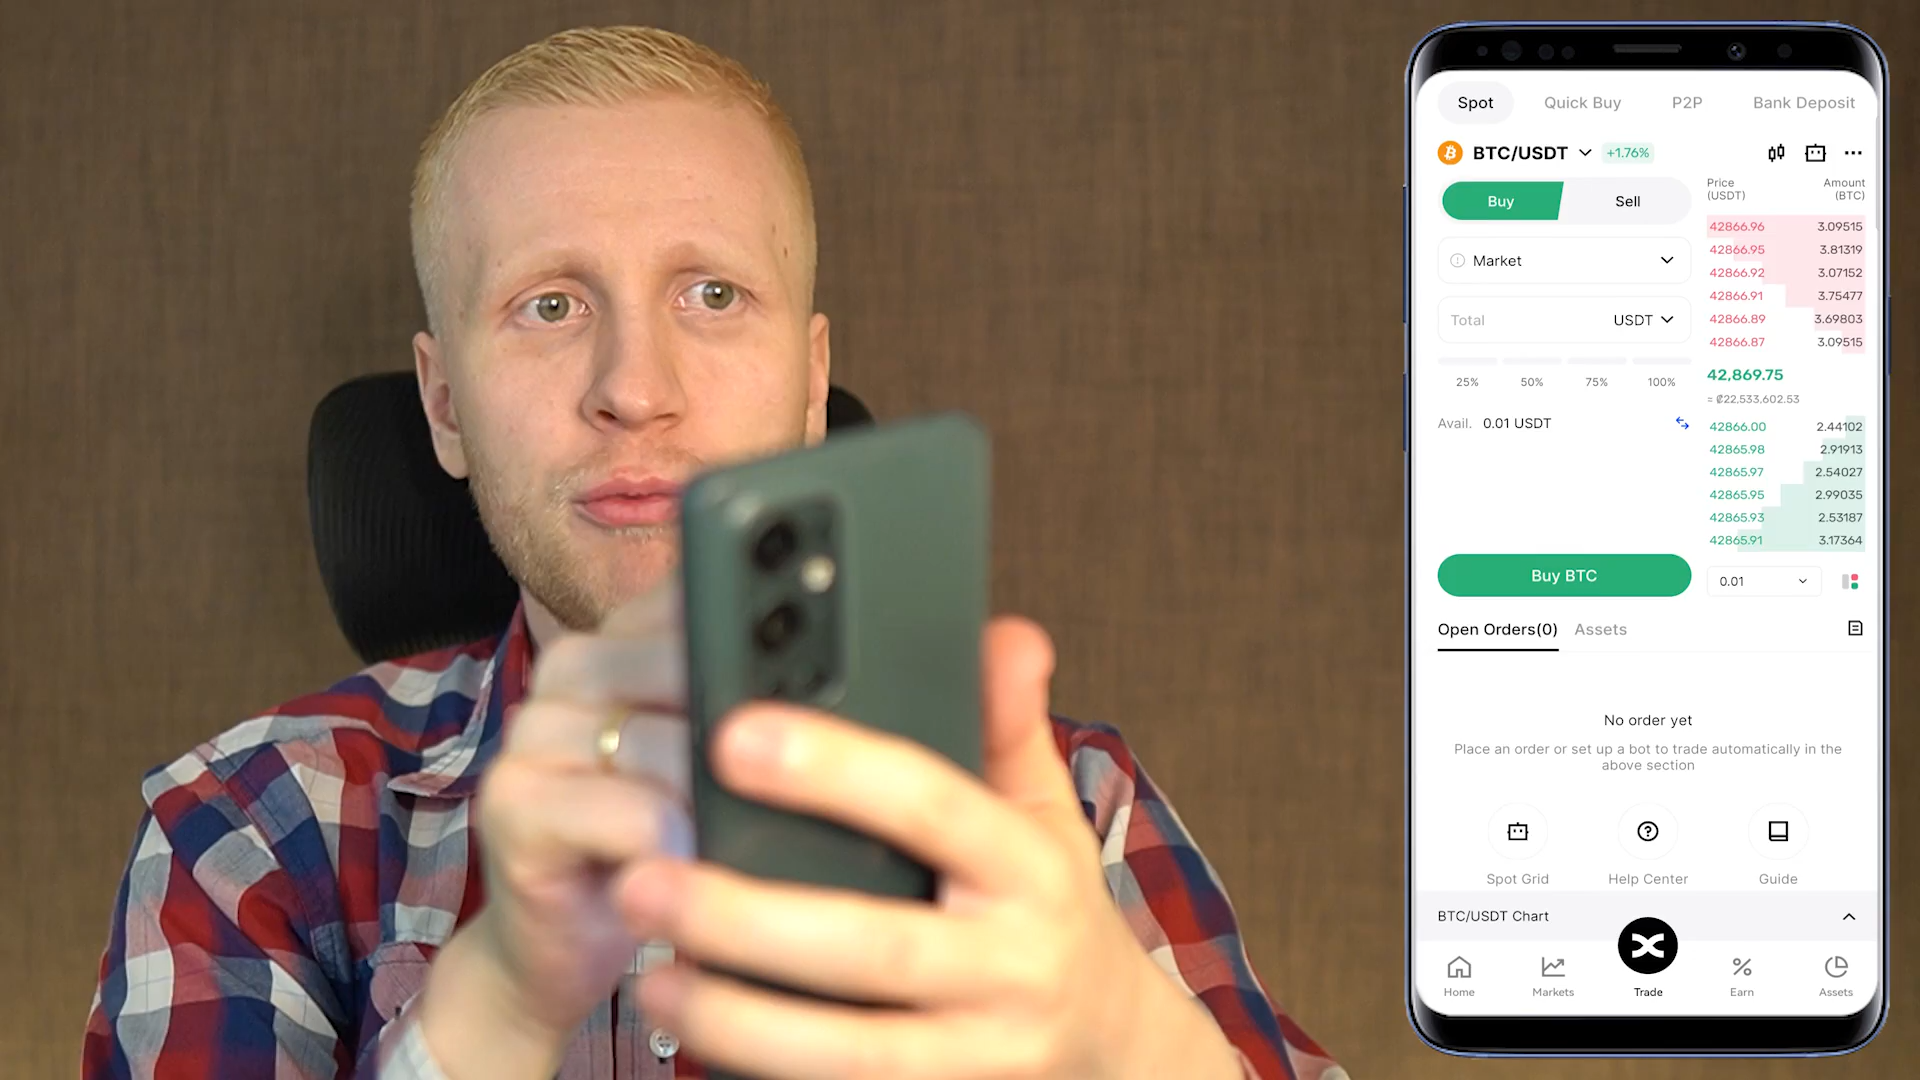 Spot Quick Buy P2P Bank Deposit
BTC/USDT +1.76%
Buy Sell
Market
Total USDT
25% 50% 75% 100%
Avail. 0.01 USDT
Buy BTC
Price (USDT) Amount (BTC)
42866.96 3.09515
42866.95 3.81319
42866.92 3.07152
42866.91 3.75477
42866.89 3.69803
42866.87 3.09515
42,869.75
≈ ₡22,533,602.53
42866.00 2.44102
42865.98 2.91913
42865.97 2.54027
42865.95 2.99035
42865.93 2.53187
42865.91 3.17364
0.01
Open Orders(0) Assets
No order yet
Place an order or set up a bot to trade automatically in the
above section
Spot Grid Help Center Guide
BTC/USDT Chart
Home Markets Trade Earn Assets